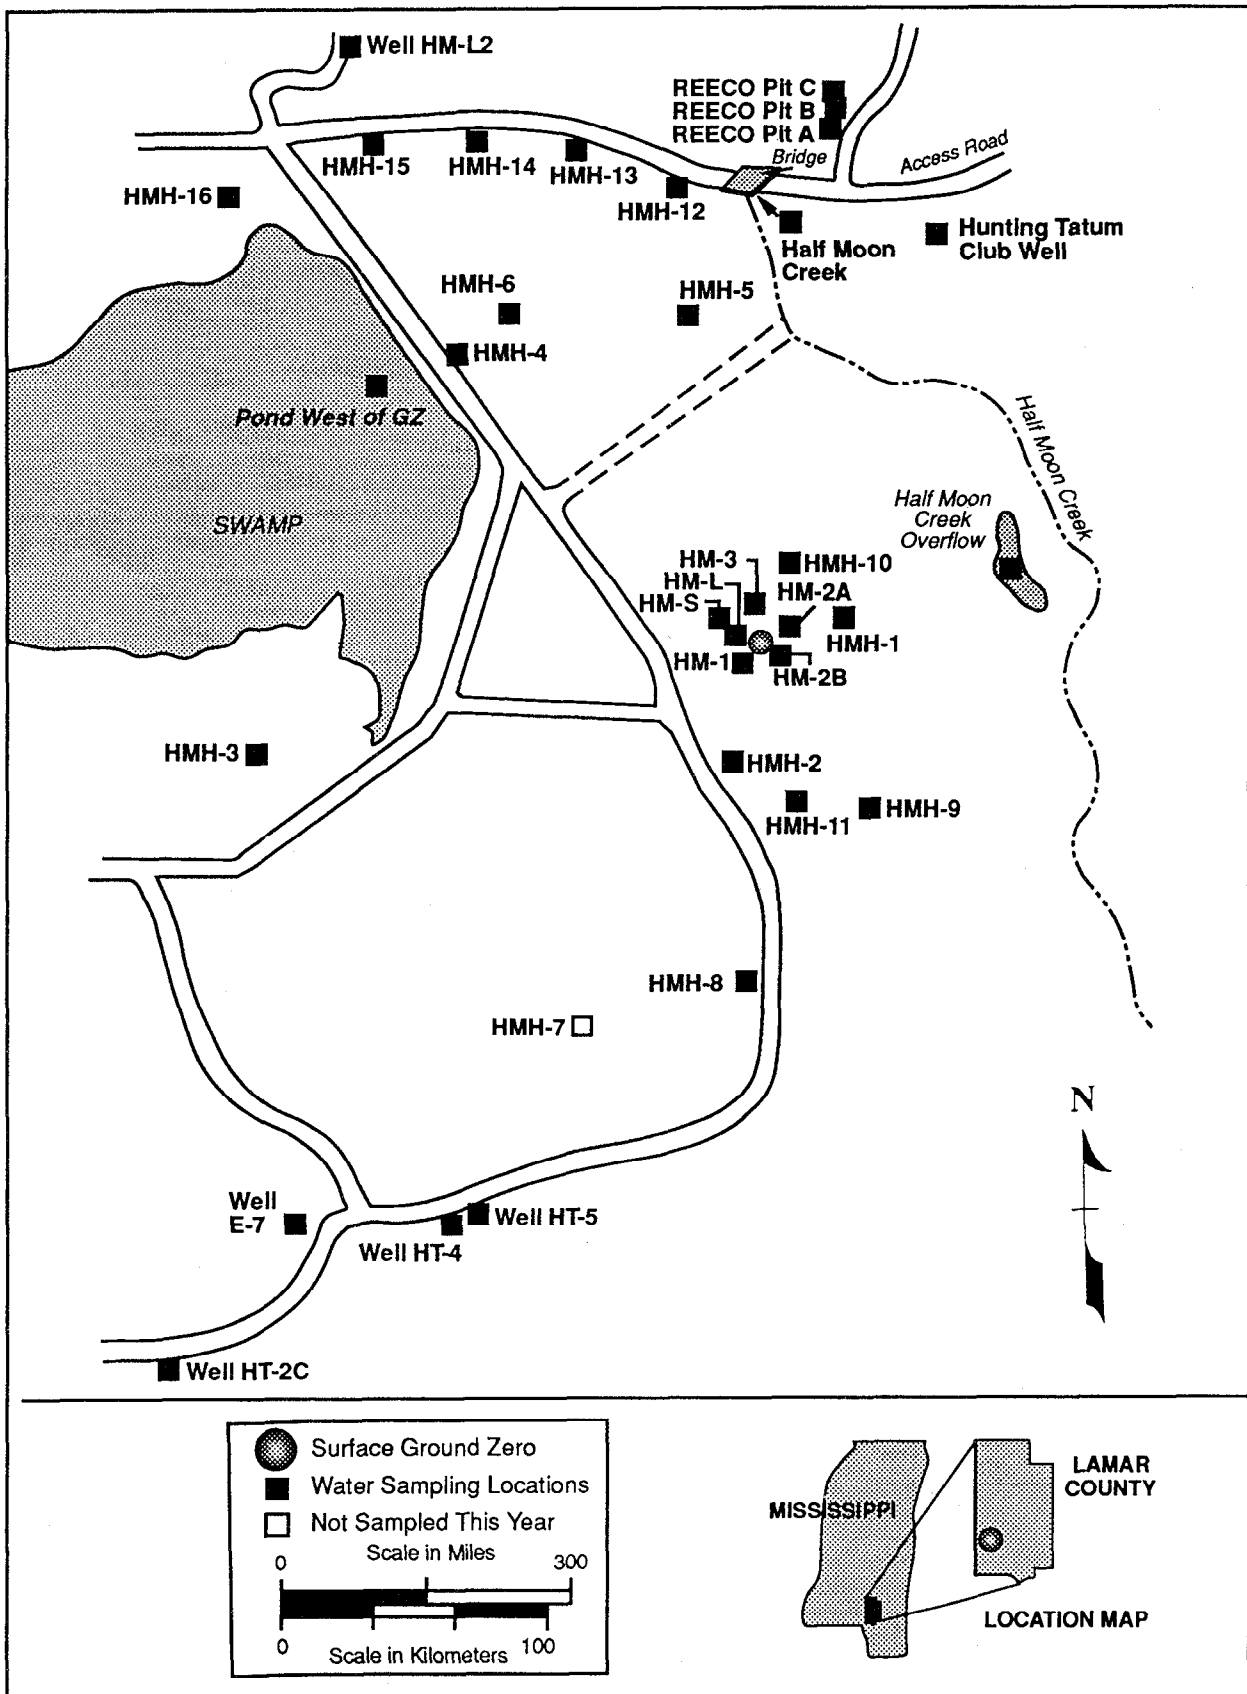 Well HM-L2
REECO Pit C
REECO Pit B
REECO Pit A
Bridge
Access Road
HMH-15
HMH-14
HMH-13
HMH-12
HMH-16
Half Moon
Creek
Hunting Tatum
Club Well
HMH-6
HMH-5
HMH-4
Pond West of GZ
Half Moon Creek
SWAMP
Half Moon
Creek
Overflow
HM-3
HMH-10
HM-L
HM-2A
HM-S
HMH-1
HM-1
HM-2B
HMH-3
HMH-2
HMH-11
HMH-9
HMH-8
HMH-7
N
Well
E-7
Well HT-5
Well HT-4
Well HT-2C
Surface Ground Zero
Water Sampling Locations
Not Sampled This Year
Scale in Miles
0 300
0 100
Scale in Kilometers
MISSISSIPPI
LAMAR
COUNTY
LOCATION MAP